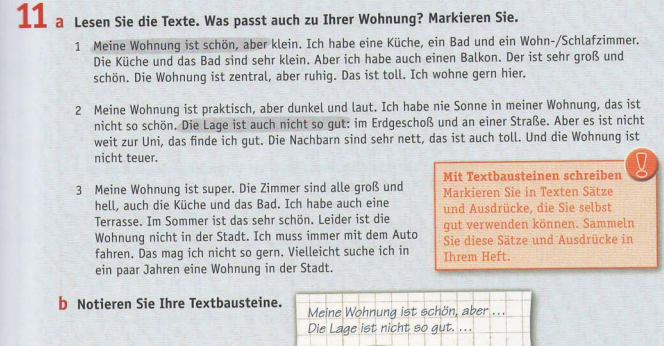 11 a Lesen Sie die Texte. Was passt auch zu Ihrer Wohnung? Markieren Sie.
1 Meine Wohnung ist schön, aber klein. Ich habe eine Küche, ein Bad und ein Wohn-/Schlafzimmer.
Die Küche und das Bad sind sehr klein. Aber ich habe auch einen Balkon. Der ist sehr groß und
schön. Die Wohnung ist zentral, aber ruhig. Das ist toll. Ich wohne gern hier.
2 Meine Wohnung ist praktisch, aber dunkel und laut. Ich habe nie Sonne in meiner Wohnung, das ist
nicht so schön. Die Lage ist auch nicht so gut: im Erdgeschoß und an einer Straße. Aber es ist nicht
weit zur Uni, das finde ich gut. Die Nachbarn sind sehr nett, das ist auch toll. Und die Wohnung ist
nicht teuer.
3 Meine Wohnung ist super. Die Zimmer sind alle groß und
hell, auch die Küche und das Bad. Ich habe auch eine
Terrasse. Im Sommer ist das sehr schön. Leider ist die
Wohnung nicht in der Stadt. Ich muss immer mit dem Auto
fahren. Das mag ich nicht so gern. Vielleicht suche ich in
ein paar Jahren eine Wohnung in der Stadt.
Mit Textbausteinen schreiben
Markieren Sie in Texten Sätze
und Ausdrücke, die Sie selbst
gut verwenden können. Sammeln
Sie diese Sätze und Ausdrücke in
Ihrem Heft.
b Notieren Sie Ihre Textbausteine.
Meine Wohnung ist schön, aber ...
Die Lage ist nicht so gut. ...